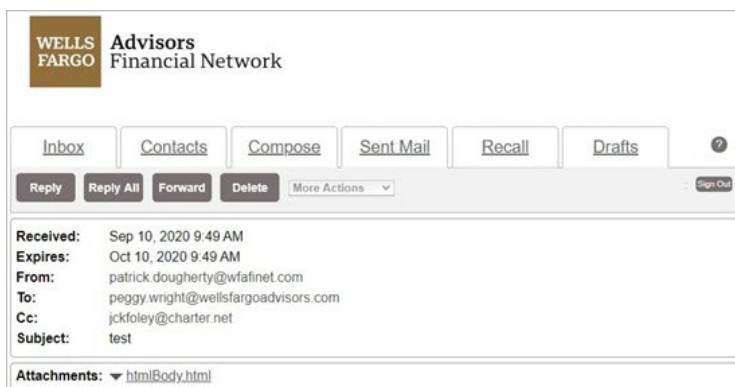 WELLS
FARGO
Advisors
Financial Network
Inbox Contacts Compose Sent Mail Recall Drafts ?
Reply Reply All Forward Delete More Actions Sign Out
Received: Sep 10, 2020 9:49 AM
Expires: Oct 10, 2020 9:49 AM
From: patrick.dougherty@wfafinet.com
To: peggy.wright@wellsfargoadvisors.com
Cc: jckfoley@charter.net
Subject: test
Attachments: htmlBody.html